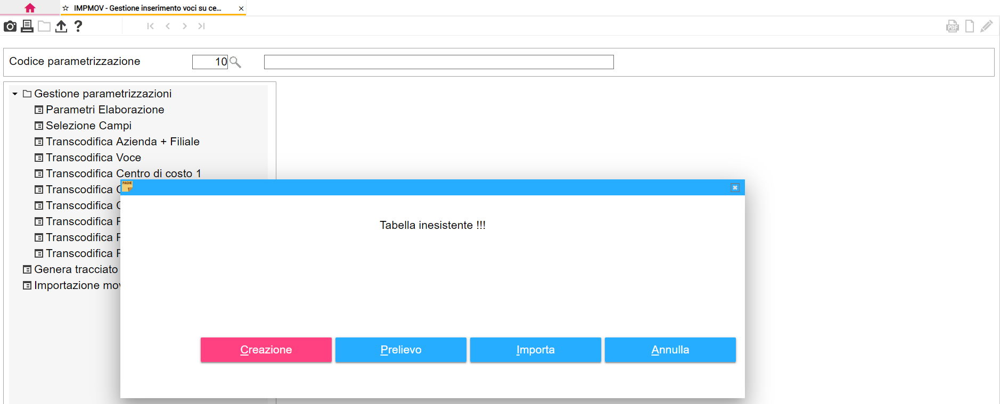 IMPMOV - Gestione inserimento voci su ce...
PDF
Codice parametrizzazione 10
Gestione parametrizzazioni
Parametri Elaborazione
Selezione Campi
Transcodifica Azienda + Filiale
Transcodifica Voce
Transcodifica Centro di costo 1
Transcodifica
Transcodifica
Transcodifica
Transcodifica
Transcodifica
Genera tracciato
Importazione
PAGHE
Tabella inesistente !!!
Creazione Prelievo Importa Annulla